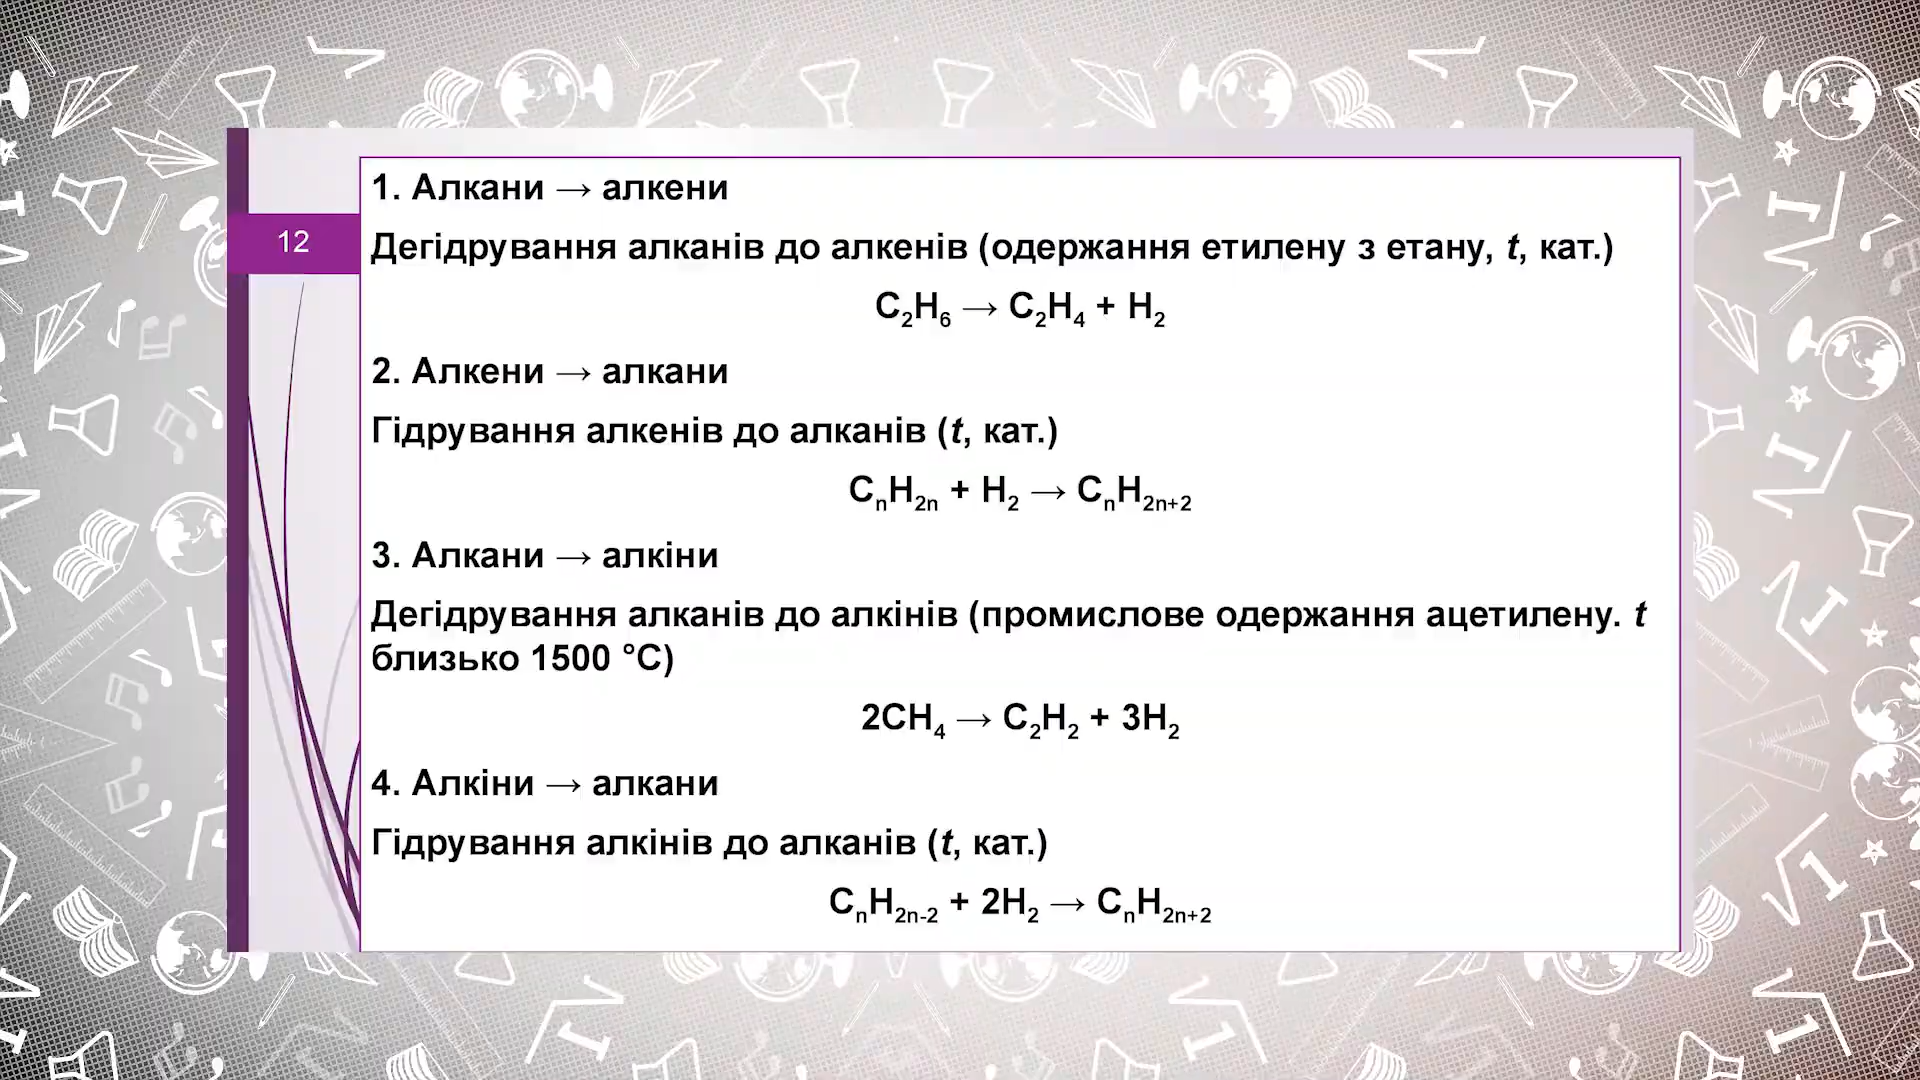 12
1. Алкани → алкени
Дегідрування алканів до алкенів (одержання етилену з етану, t, кат.)
C₂H₆ → C₂H₄ + H₂
2. Алкени → алкани
Гідрування алкенів до алканів (t, кат.)
CₙH₂ₙ + H₂ → CₙH₂ₙ₊₂
3. Алкани → алкіни
Дегідрування алканів до алкінів (промислове одержання ацетилену. t
близько 1500 °C)
2CH₄ → C₂H₂ + 3H₂
4. Алкіни → алкани
Гідрування алкінів до алканів (t, кат.)
CₙH₂ₙ₋₂ + 2H₂ → CₙH₂ₙ₊₂